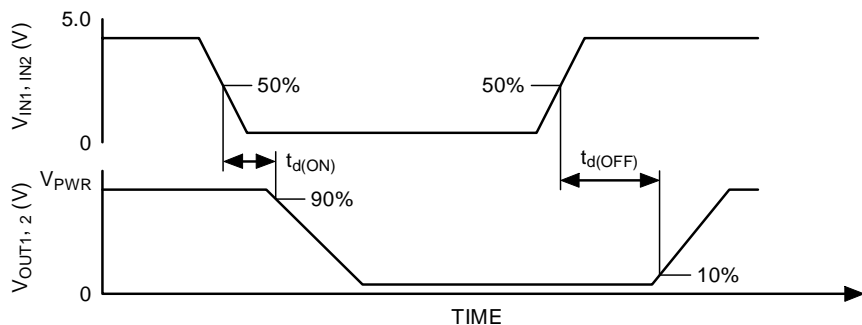 5.0
V_IN1, IN2 (V)
50%
50%
0
t_d(ON)
t_d(OFF)
V_PWR
V_OUT1, 2 (V)
90%
10%
0
TIME